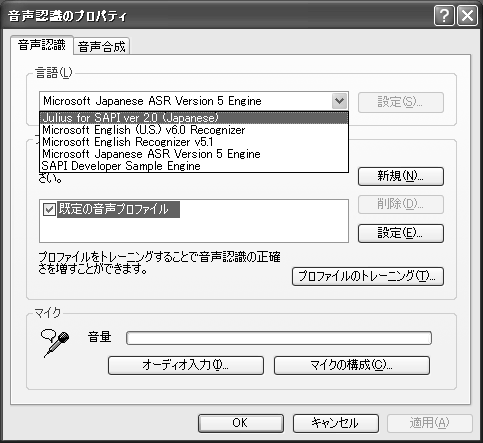 音声認識のプロパティ
音声認識 音声合成
言語(L)
Microsoft Japanese ASR Version 5 Engine 設定(S)...
Julius for SAPI ver 2.0 (Japanese)
Microsoft English (U.S.) v6.0 Recognizer
Microsoft English Recognizer v5.1
Microsoft Japanese ASR Version 5 Engine
SAPI Developer Sample Engine
さい。
新規(N)...
既定の音声プロファイル
削除(D)...
設定(E)...
プロファイルをトレーニングすることで音声認識の正確
さを増すことができます。
プロファイルのトレーニング(T)...
マイク
音量
オーディオ入力(I)... マイクの構成(C)...
OK キャンセル 適用(A)